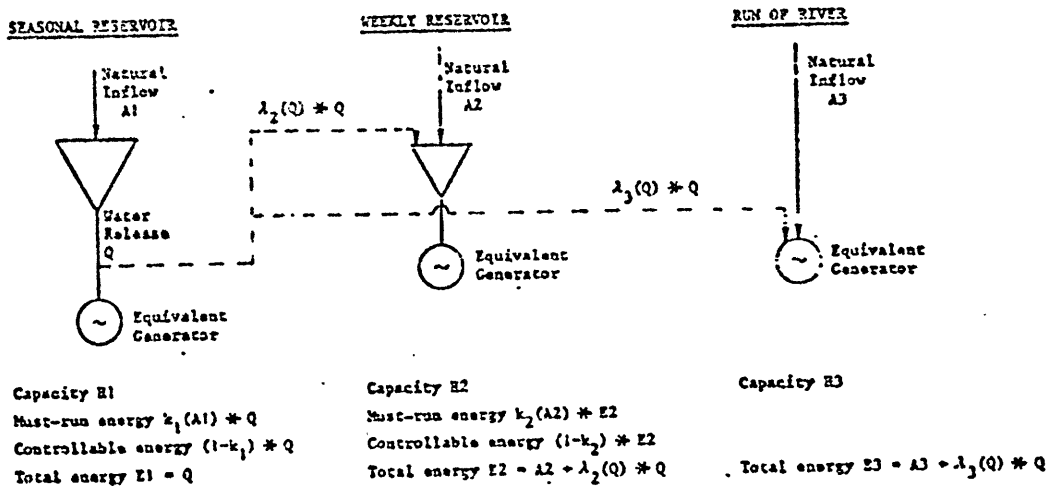 SEASONAL RESERVOIR
WEEKLY RESERVOIR
RUN OF RIVER
Natural
Inflow
A1
λ2(Q) * Q
Natural
Inflow
A2
Natural
Inflow
A3
λ3(Q) * Q
Water
Release
Q
~ Equivalent
Generator
~ Equivalent
Generator
~ Equivalent
Generator
Capacity H1
Must-run energy k1(A1) * Q
Controllable energy (1-k1) * Q
Total energy E1 = Q
Capacity H2
Must-run energy k2(A2) * E2
Controllable energy (1-k2) * E2
Total energy E2 = A2 + λ2(Q) * Q
Capacity H3
Total energy E3 = A3 + λ3(Q) * Q